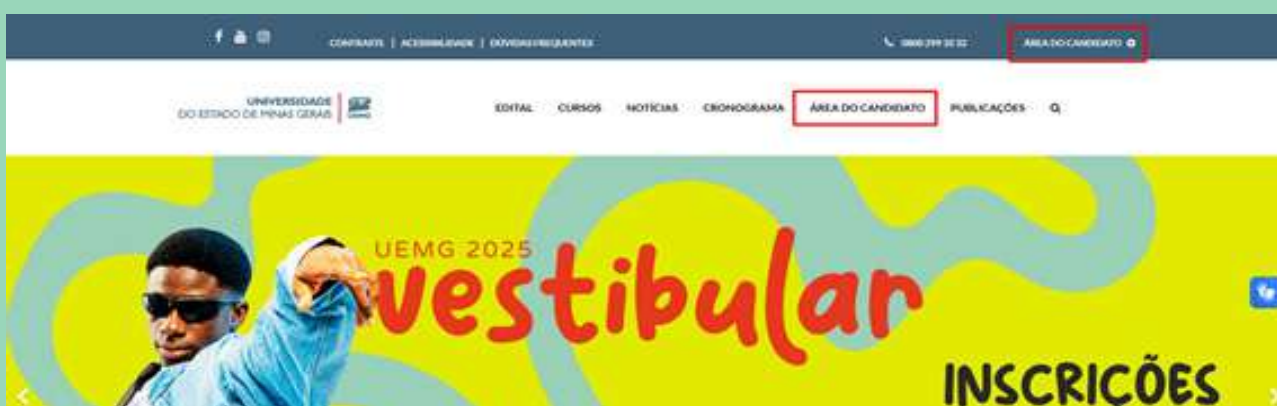 CONTRASTE | ACESSIBILIDADE | DÚVIDAS FREQUENTES
ÁREA DO CANDIDATO
UNIVERSIDADE
DO ESTADO DE MINAS GERAIS
EDITAL CURSOS NOTÍCIAS CRONOGRAMA ÁREA DO CANDIDATO PUBLICAÇÕES
UEMG 2025
vestibular
INSCRIÇÕES